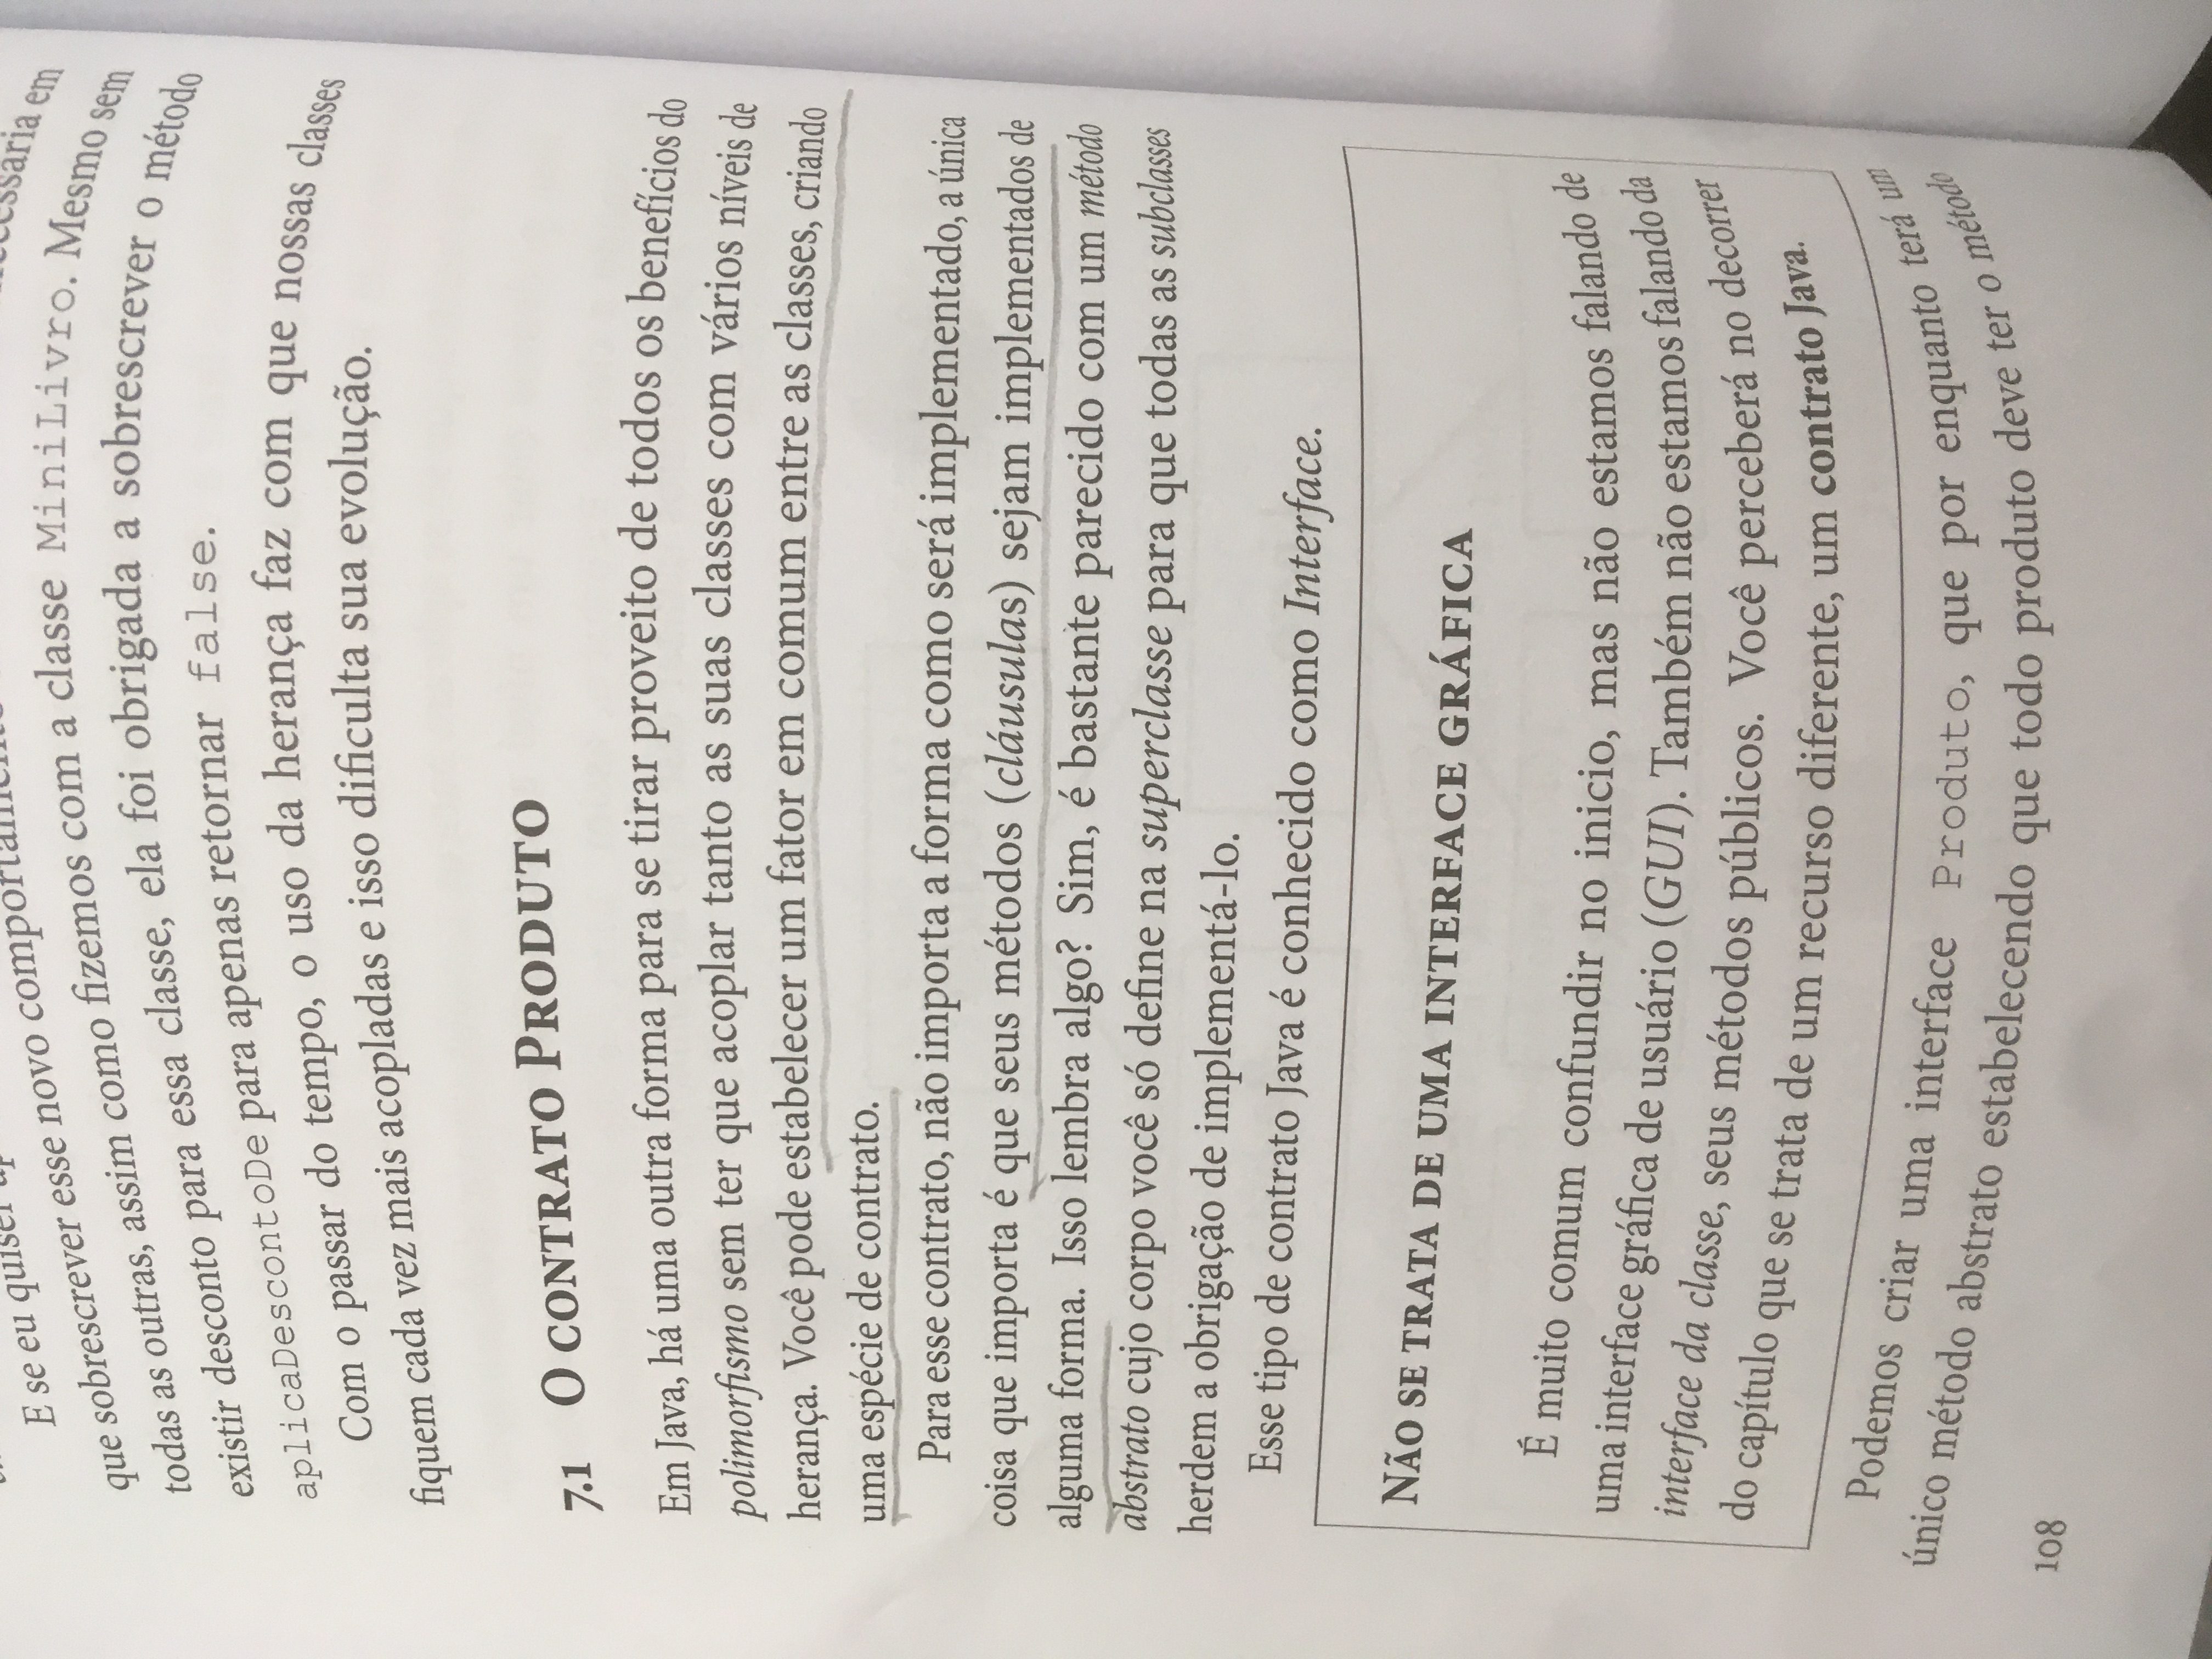 E se eu quiser
que sobrescrever esse novo comportamento
necessária em
todas as outras, assim como fizemos com a classe MiniLivro. Mesmo sem
existir desconto para essa classe, ela foi obrigada a sobrescrever o método
aplicaDescontoDe para apenas retornar false.
Com o passar do tempo, o uso da herança faz com que nossas classes
fiquem cada vez mais acopladas e isso dificulta sua evolução.
7.1 O CONTRATO PRODUTO
Em Java, há uma outra forma para se tirar proveito de todos os benefícios do
polimorfismo sem ter que acoplar tanto as suas classes com vários níveis de
herança. Você pode estabelecer um fator em comum entre as classes, criando
uma espécie de contrato.
Para esse contrato, não importa a forma como será implementado, a única
coisa que importa é que seus métodos (cláusulas) sejam implementados de
alguma forma. Isso lembra algo? Sim, é bastante parecido com um método
abstrato cujo corpo você só define na superclasse para que todas as subclasses
herdem a obrigação de implementá-lo.
Esse tipo de contrato Java é conhecido como Interface.
NÃO SE TRATA DE UMA INTERFACE GRÁFICA
É muito comum confundir no inicio, mas não estamos falando de
uma interface gráfica de usuário (GUI). Também não estamos falando da
interface da classe, seus métodos públicos. Você perceberá no decorrer
do capítulo que se trata de um recurso diferente, um contrato Java.
Podemos criar uma interface Produto, que por enquanto terá um
único método abstrato estabelecendo que todo produto deve ter o método
108